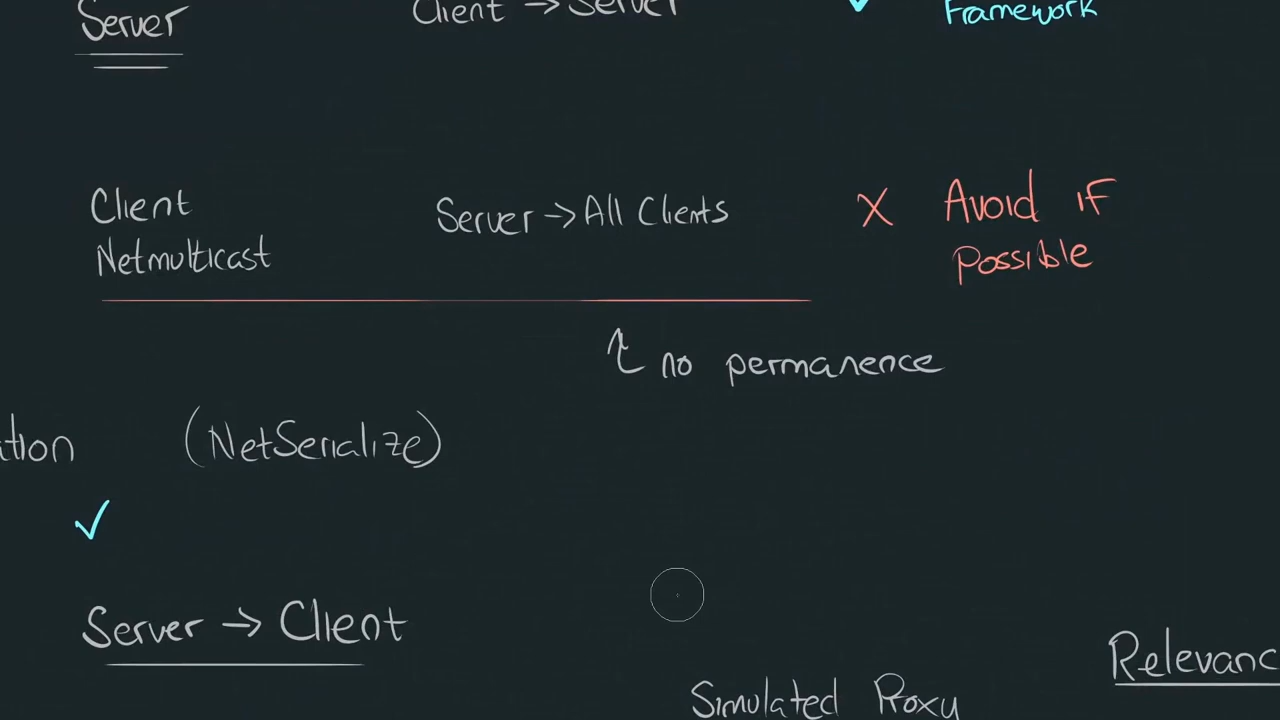 Server
Client → Server
✓ Framework
Client
Netmulticast
Server → All Clients
X Avoid if
possible
↑ no permanence
ation
(NetSerialize)
✓
Server → Client
Relevanc
Simulated Proxy